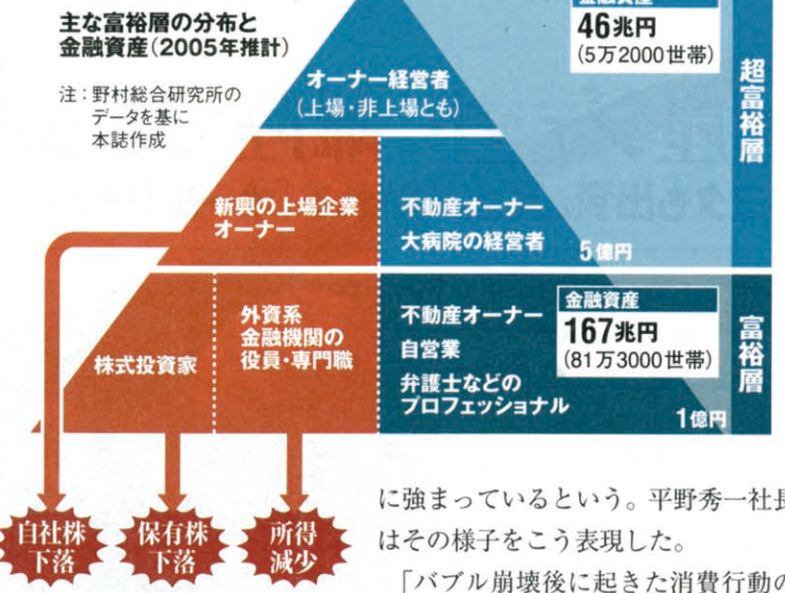 主な富裕層の分布と
金融資産(2005年推計)
注:野村総合研究所の
データを基に
本誌作成
金融資産
46兆円
(5万2000世帯)
超富裕層
オーナー経営者
(上場・非上場とも)
新興の上場企業
オーナー
不動産オーナー
大病院の経営者
5億円
株式投資家
外資系
金融機関の
役員・専門職
不動産オーナー
自営業
弁護士などの
プロフェッショナル
金融資産
167兆円
(81万3000世帯)
1億円
富裕層
自社株
下落
保有株
下落
所得
減少
に強まっているという。平野秀一社長
はその様子をこう表現した。
「バブル崩壊後に起きた消費行動の